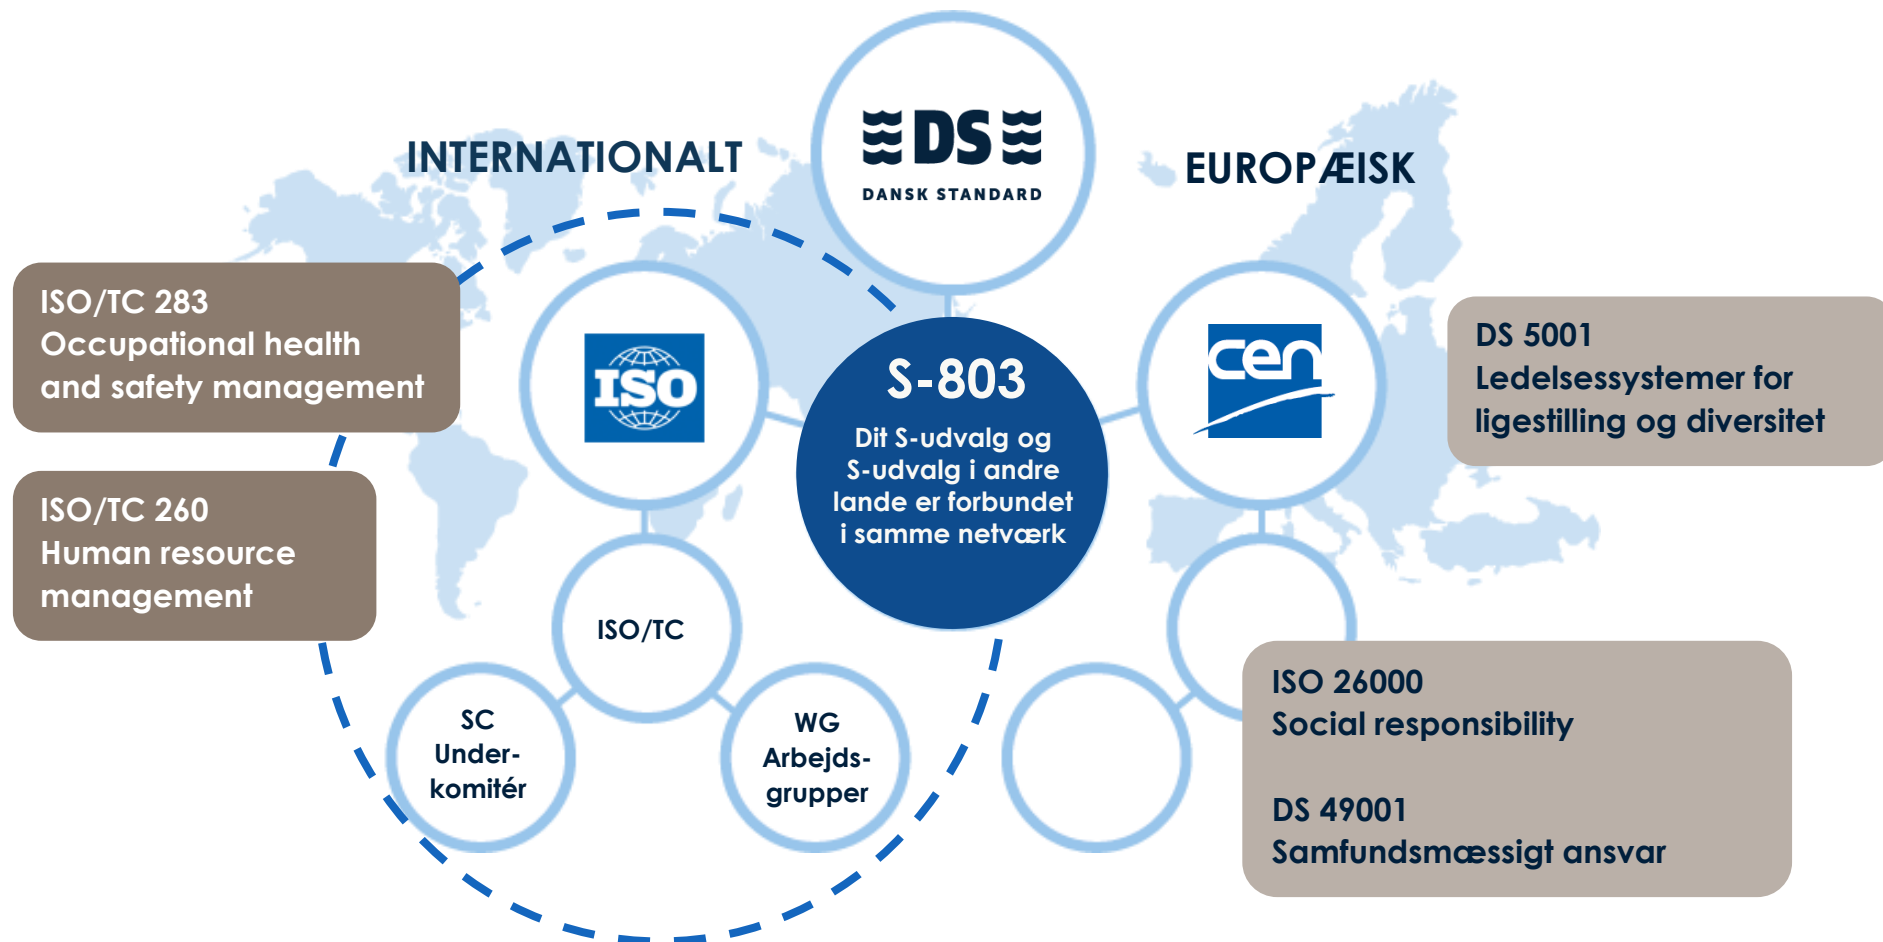 DS
DANSK STANDARD
INTERNATIONALT
EUROPÆISK
ISO/TC 283
Occupational health
and safety management
ISO/TC 260
Human resource
management
ISO
S-803
Dit S-udvalg og
S-udvalg i andre
lande er forbundet
i samme netværk
cen
DS 5001
Ledelsessystemer for
ligestilling og diversitet
ISO/TC
SC
Under-
komitér
WG
Arbejds-
grupper
ISO 26000
Social responsibility
DS 49001
Samfundsmæssigt ansvar